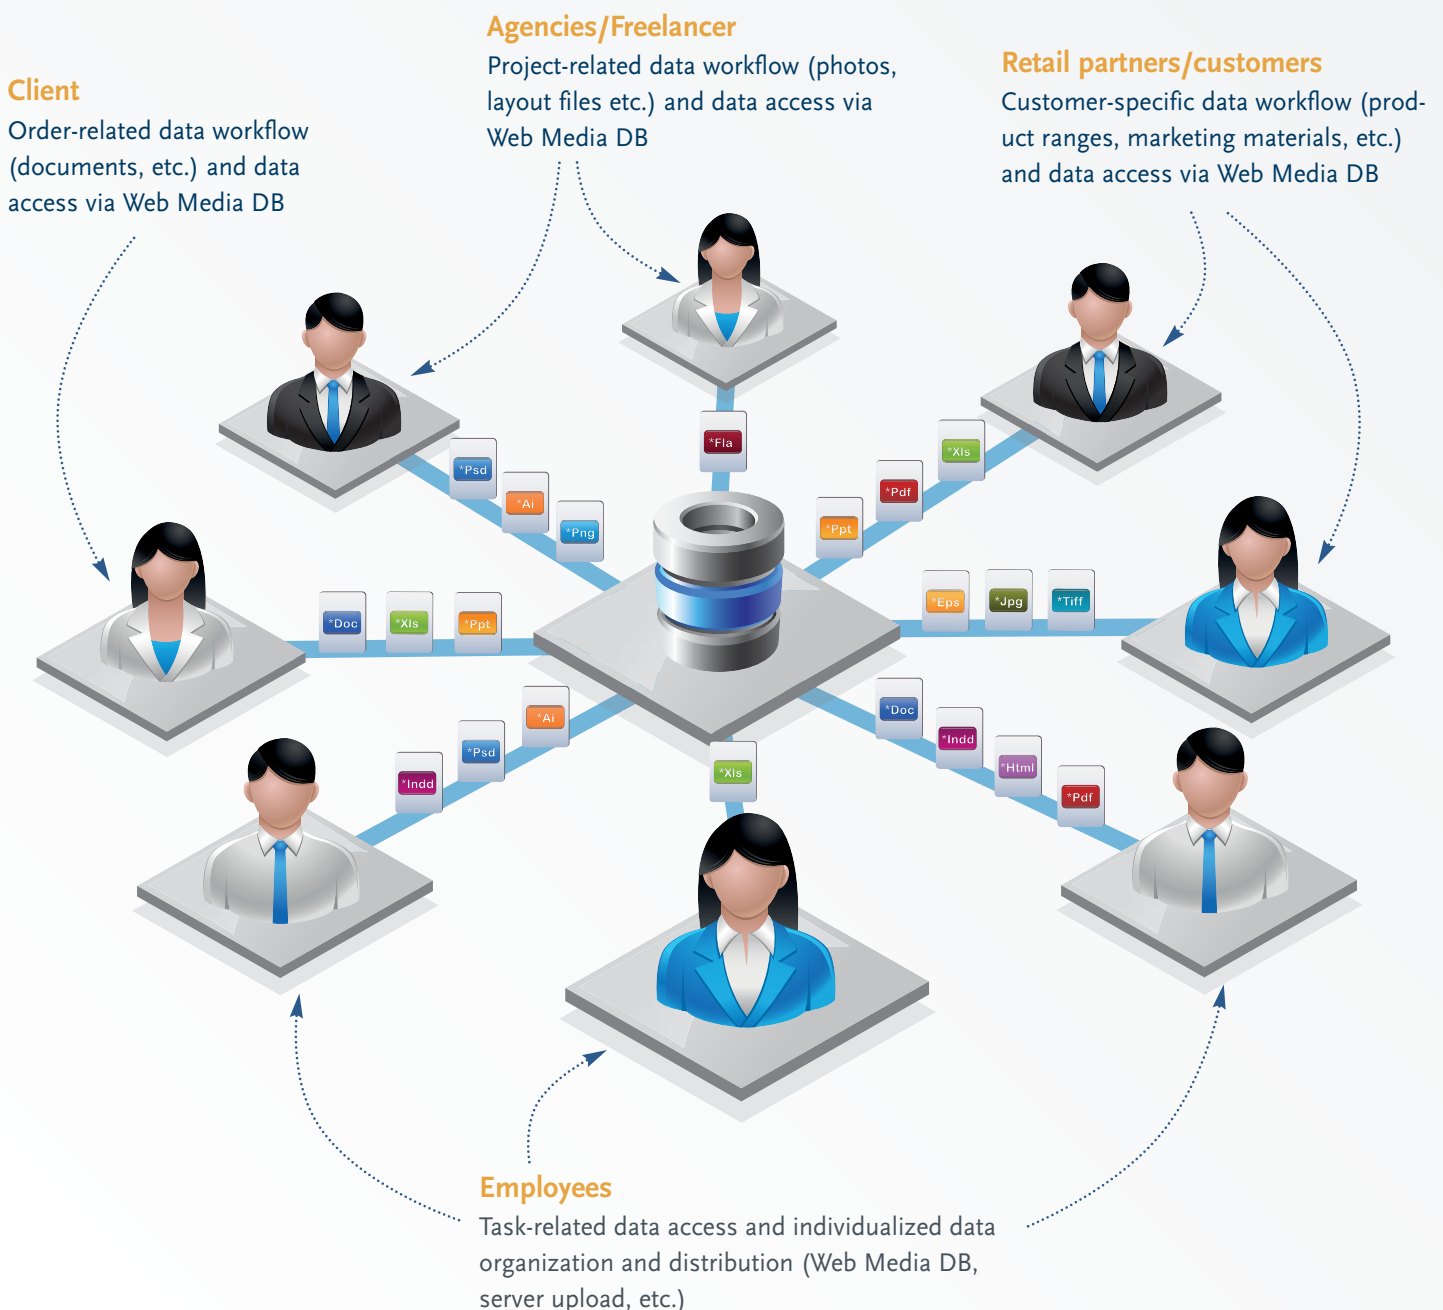 Agencies/Freelancer
Project-related data workflow (photos,
layout files etc.) and data access via
Web Media DB
Retail partners/customers
Customer-specific data workflow (prod-
uct ranges, marketing materials, etc.)
and data access via Web Media DB
Client
Order-related data workflow
(documents, etc.) and data
access via Web Media DB
*Psd
*Ai
*Png
*Fla
*Ppt
*Pdf
*Xls
*Doc
*Xls
*Ppt
*Eps
*Jpg
*Tiff
*Indd
*Psd
*Ai
*Xls
*Doc
*Indd
*Html
*Pdf
Employees
Task-related data access and individualized data
organization and distribution (Web Media DB,
server upload, etc.)